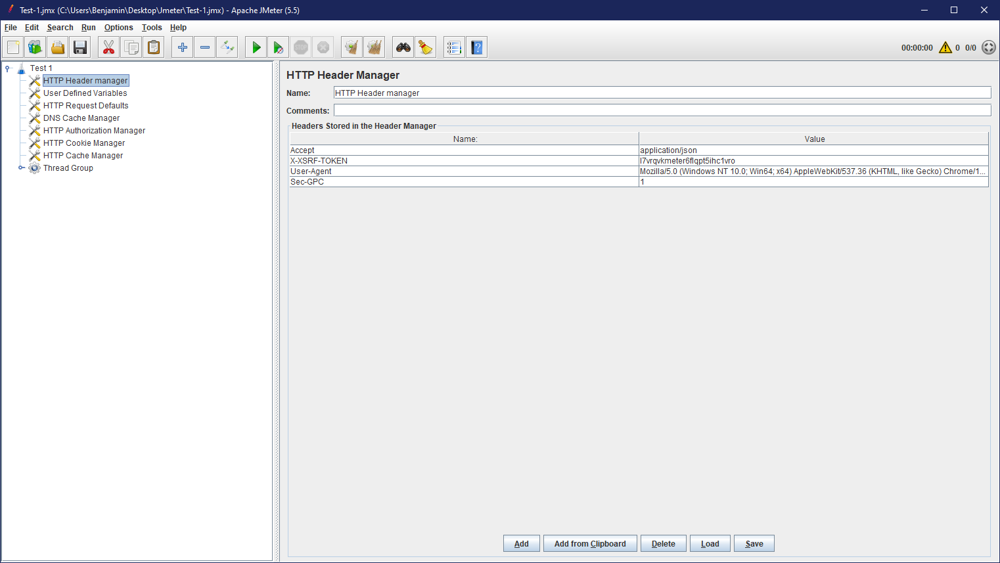 Test-1.jmx (C:\Users\Benjamin\Desktop\Jmeter\Test-1.jmx) - Apache JMeter (5.5)
File Edit Search Run Options Tools Help
STOP
00:00:00 0 0/0
Test 1
HTTP Header manager
User Defined Variables
HTTP Request Defaults
DNS Cache Manager
HTTP Authorization Manager
HTTP Cookie Manager
HTTP Cache Manager
Thread Group
HTTP Header Manager
Name: HTTP Header manager
Comments:
Headers Stored in the Header Manager
Name: Value
Accept application/json
X-XSRF-TOKEN l7vrqvkmeter6flqpt5ihc1vro
User-Agent Mozilla/5.0 (Windows NT 10.0; Win64; x64) AppleWebKit/537.36 (KHTML, like Gecko) Chrome/1...
Sec-GPC 1
Add Add from Clipboard Delete Load Save